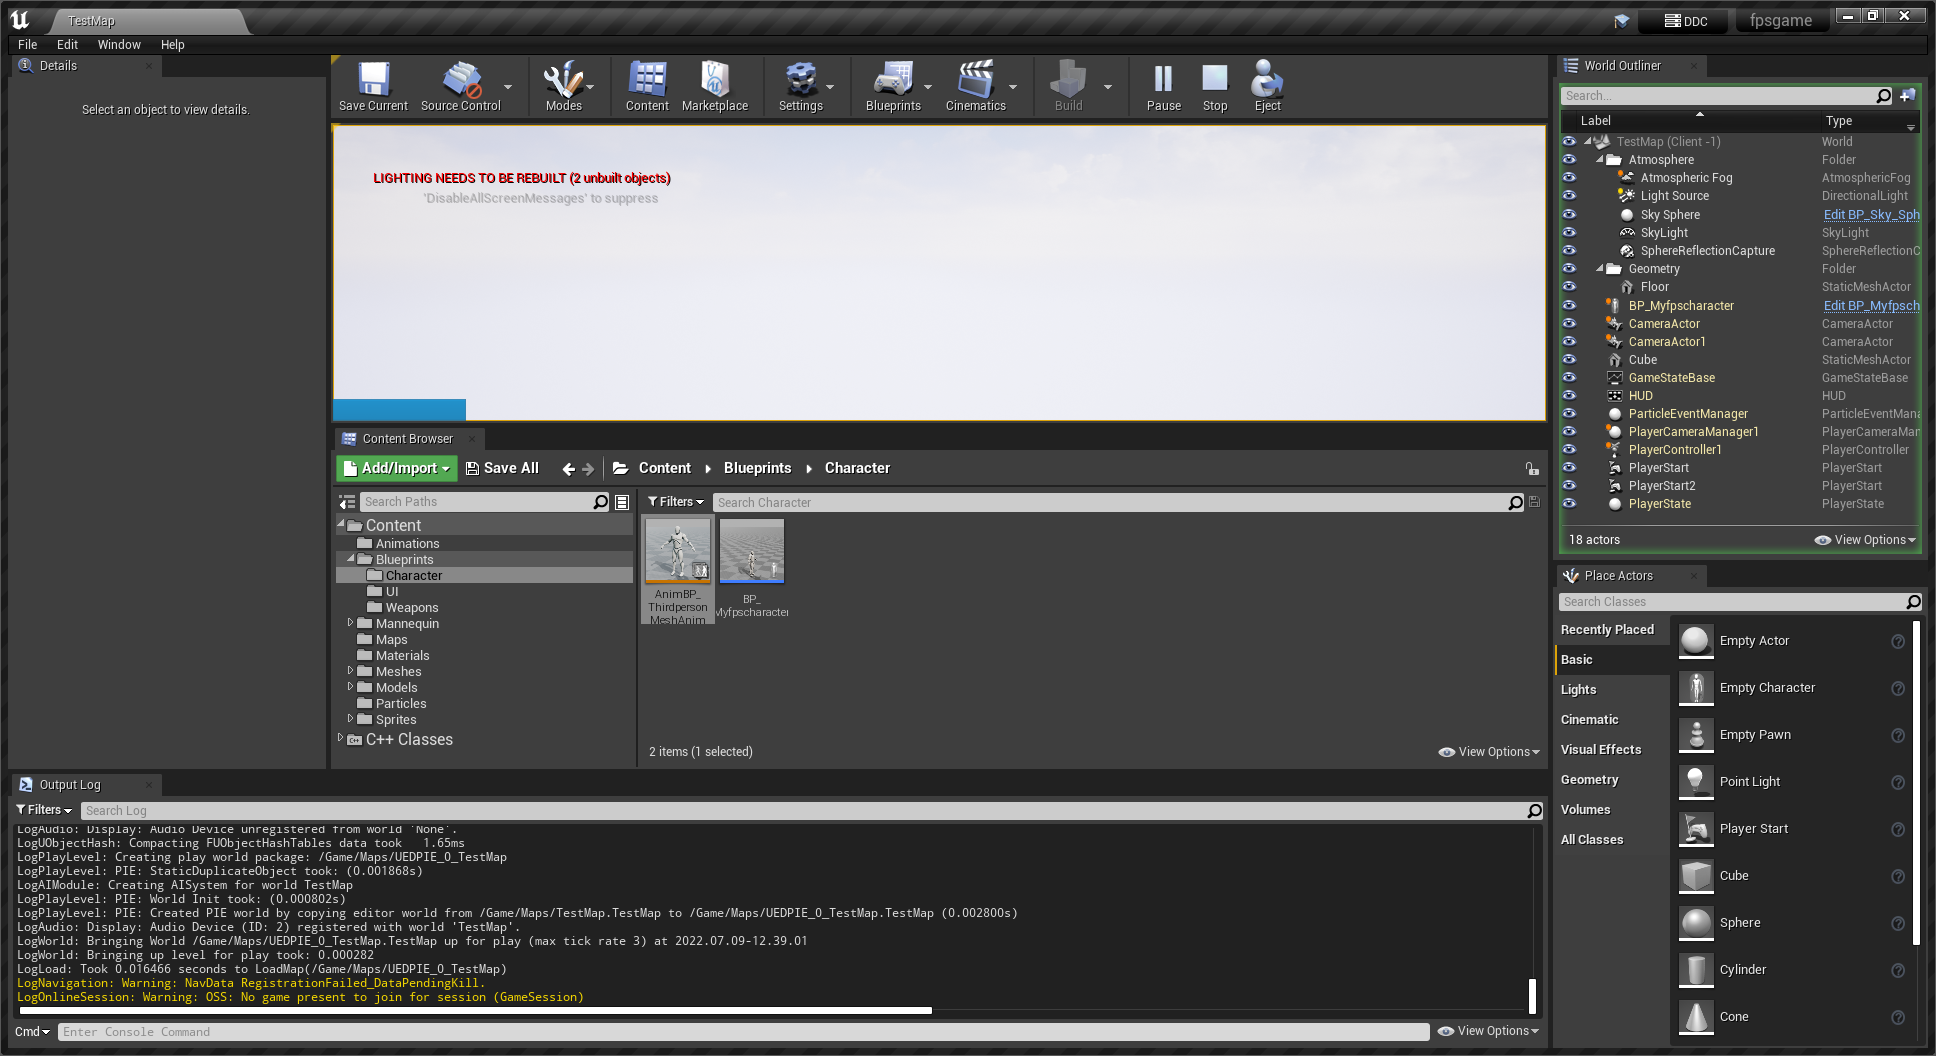 TestMap
DDC
fpsgame
File Edit Window Help
Details
Select an object to view details.
Save Current
Source Control
Modes
Content
Marketplace
Settings
Blueprints
Cinematics
Build
Pause
Stop
Eject
LIGHTING NEEDS TO BE REBUILT (2 unbuilt objects)
'DisableAllScreenMessages' to suppress
Content Browser
Add/Import
Save All
Content
Blueprints
Character
Search Paths
Filters
Search Character
Content
Animations
Blueprints
Character
UI
Weapons
Mannequin
Maps
Materials
Meshes
Models
Particles
Sprites
C++ Classes
AnimBP_
Thirdperson
MeshAnim
BP_
Myfpscharacter
2 items (1 selected)
View Options
Output Log
Filters
Search Log
LogAudio: Display: Audio Device unregistered from world 'None'.
LogUObjectHash: Compacting FUObjectHashTables data took   1.65ms
LogPlayLevel: Creating play world package: /Game/Maps/UEDPIE_0_TestMap
LogPlayLevel: PIE: StaticDuplicateObject took: (0.001868s)
LogAIModule: Creating AISystem for world TestMap
LogPlayLevel: PIE: World Init took: (0.000802s)
LogPlayLevel: PIE: Created PIE world by copying editor world from /Game/Maps/TestMap.TestMap to /Game/Maps/UEDPIE_0_TestMap.TestMap (0.002800s)
LogAudio: Display: Audio Device (ID: 2) registered with world 'TestMap'.
LogWorld: Bringing World /Game/Maps/UEDPIE_0_TestMap.TestMap up for play (max tick rate 3) at 2022.07.09-12.39.01
LogWorld: Bringing up level for play took: 0.000282
LogLoad: Took 0.016466 seconds to LoadMap(/Game/Maps/UEDPIE_0_TestMap)
LogNavigation: Warning: NavData RegistrationFailed_DataPendingKill.
LogOnlineSession: Warning: OSS: No game present to join for session (GameSession)
Cmd
Enter Console Command
View Options
World Outliner
Search...
Label Type
TestMap (Client -1) World
Atmosphere Folder
Atmospheric Fog AtmosphericFog
Light Source DirectionalLight
Sky Sphere Edit BP_Sky_Sph
SkyLight SkyLight
SphereReflectionCapture SphereReflectionC
Geometry Folder
Floor StaticMeshActor
BP_Myfpscharacter Edit BP_Myfpsch
CameraActor CameraActor
CameraActor1 CameraActor
Cube StaticMeshActor
GameStateBase GameStateBase
HUD HUD
ParticleEventManager ParticleEventMana
PlayerCameraManager1 PlayerCameraMan
PlayerController1 PlayerController
PlayerStart PlayerStart
PlayerStart2 PlayerStart
PlayerState PlayerState
18 actors
View Options
Place Actors
Search Classes
Recently Placed
Basic
Lights
Cinematic
Visual Effects
Geometry
Volumes
All Classes
Empty Actor
Empty Character
Empty Pawn
Point Light
Player Start
Cube
Sphere
Cylinder
Cone